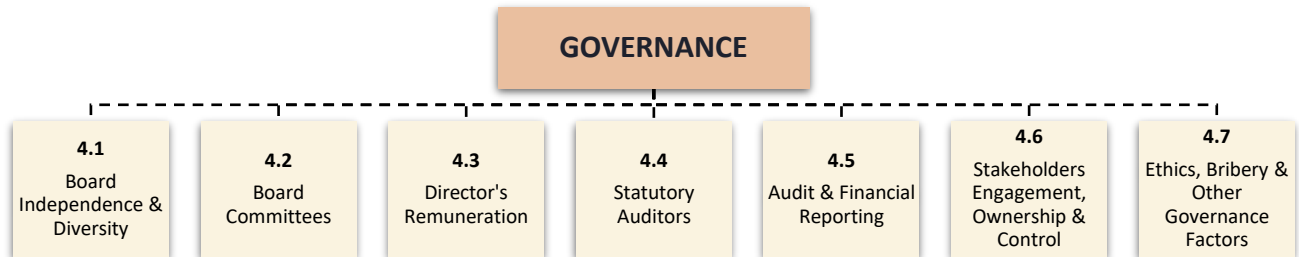 GOVERNANCE
4.1
Board
Independence &
Diversity
4.2
Board
Committees
4.3
Director's
Remuneration
4.4
Statutory
Auditors
4.5
Audit & Financial
Reporting
4.6
Stakeholders
Engagement,
Ownership &
Control
4.7
Ethics, Bribery &
Other
Governance
Factors